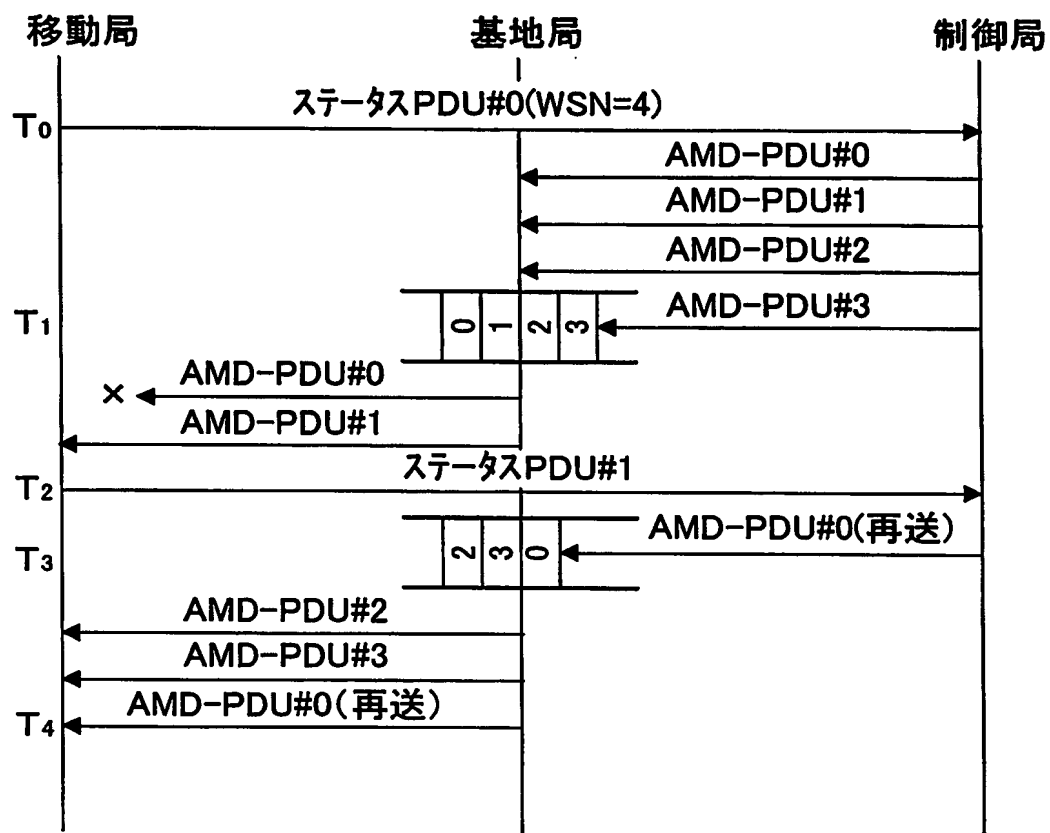 移動局 基地局 制御局
ステータスPDU#0(WSN=4)
T0
AMD-PDU#0
AMD-PDU#1
AMD-PDU#2
T1 0 1 2 3 AMD-PDU#3
× AMD-PDU#0
AMD-PDU#1
ステータスPDU#1
T2
AMD-PDU#0(再送)
T3 2 3 0
AMD-PDU#2
AMD-PDU#3
AMD-PDU#0(再送)
T4